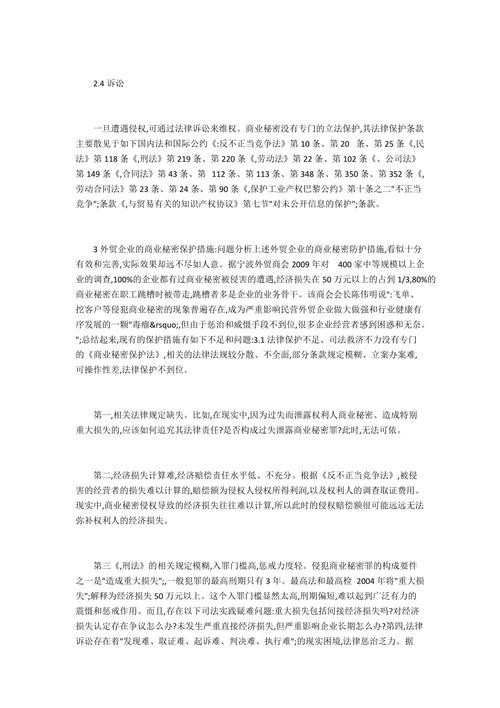 2.4 诉讼
一旦遭遇侵权,可通过法律诉讼来维权。商业秘密没有专门的立法保护,其法律保护条款
主要散见于如下国内法和国际公约《:反不正当竞争法》第 10 条、第 20  条、第 25 条《,民
法》第 118 条《,刑法》第 219 条、第 220 条《,劳动法》第 22 条、第 102 条《、公司法》
第 149 条《,合同法》第 43 条、第  112 条、第 113 条、第 348 条、第 350 条、第 352 条《,
劳动合同法》第 23 条、第 24 条、第 90 条《,保护工业产权巴黎公约》第十条之二"不正当
竞争";条款《,与贸易有关的知识产权协议》第七节"对未公开信息的保护";条款。
3 外贸企业的商业秘密保护措施:问题分析上述外贸企业的商业秘密防护措施,看似十分
有效和完善,实际效果却远不尽如人意。据宁波外贸商会 2009 年对  400 家中等规模以上企
业的调查,100%的企业都有过商业秘密被侵害的遭遇,经济损失在 50 万元以上的占到 1/3,80%的
商业秘密在职工跳槽时被带走,跳槽者多是企业的业务骨干。该商会会长陈伟明说":飞单、
挖客户等侵犯商业秘密的现象普遍存在,成为严重影响民营外贸企业做大做强和行业健康有
序发展的一颗"毒瘤&rsquo;,但由于惩治和威慑手段不到位,很多企业经营者感到困惑和无奈。
";总结起来,现有的保护措施有如下不足和问题:3.1 法律保护不足、司法救济不力没有专门
的《商业秘密保护法》,相关的法律法规较分散、不全面,部分条款规定模糊、立案办案难,
可操作性差,法律保护不到位。
第一,相关法律规定缺失。比如,在现实中,因为过失而泄露权利人商业秘密、造成特别
重大损失的,应该如何追究其法律责任?是否构成过失泄露商业秘密罪?此时,无法可依。
第二,经济损失计算难,经济赔偿责任水平低、不充分。根据《反不正当竞争法》,被侵
害的经营者的损失难以计算的,赔偿额为侵权人侵权所得利润,以及权利人的调查取证费用。
现实中,商业秘密侵权导致的经济损失往往难以计算,所以此时的侵权赔偿额很可能远远无法
弥补权利人的经济损失。
第三《,刑法》的相关规定模糊,入罪门槛高,惩戒力度轻。侵犯商业秘密罪的构成要件
之一是"造成重大损失";,一般犯罪的最高刑期只有 3 年。最高法和最高检  2004 年将"重大损
失";解释为经济损失 50 万元以上。这个入罪门槛显然太高,刑期偏短,难以起到广泛有力的
震慑和惩戒作用。而且,存在以下司法实践疑难问题:重大损失包括间接经济损失吗?对经济
损失认定存在争议怎么办?未发生严重直接经济损失,但严重影响企业长期怎么办?第四,法律
诉讼存在着"发现难、取证难、起诉难、判决难、执行难";的现实困境,法律惩治乏力。据